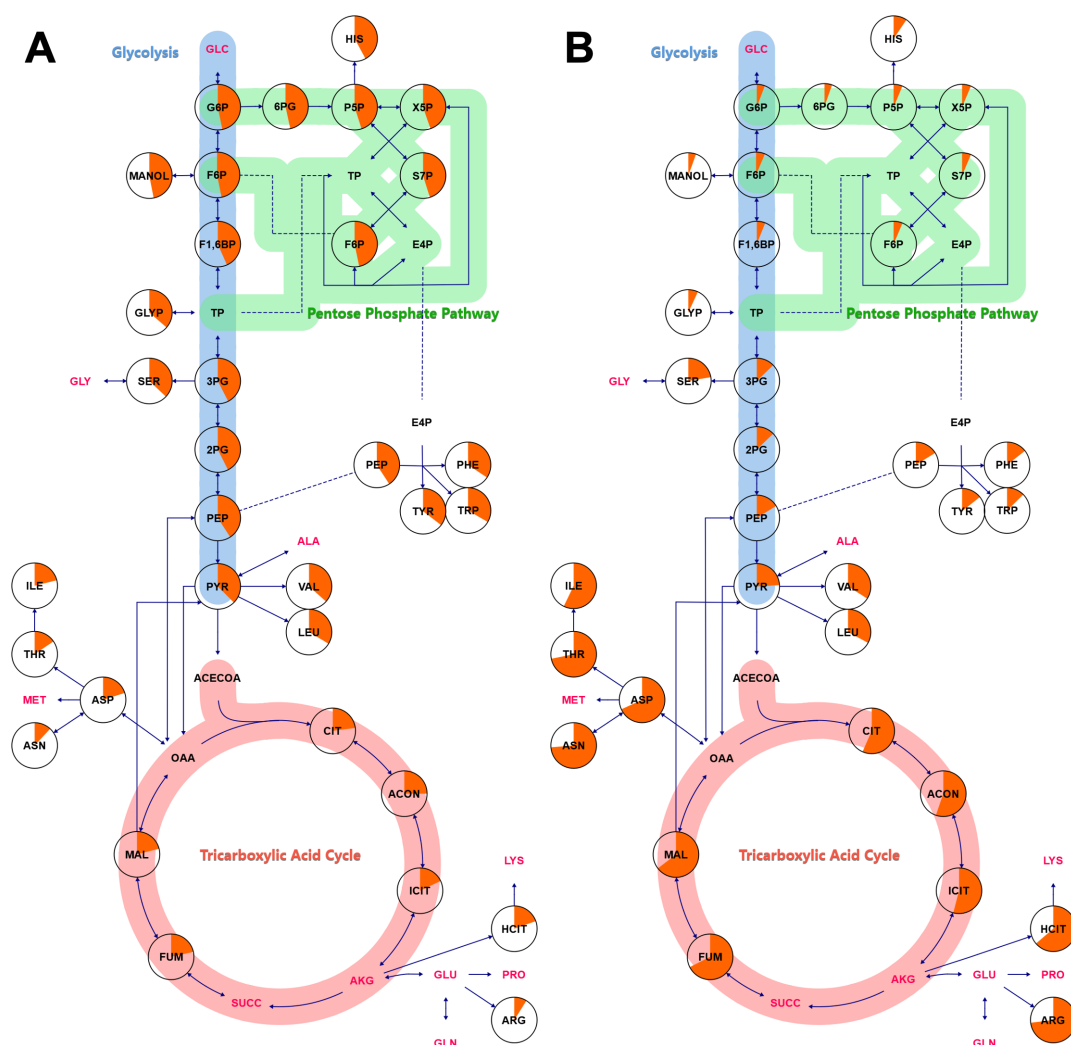 A
Glycolysis
GLC
HIS
G6P
6PG
P5P
X5P
MANOL
F6P
TP
S7P
F1,6BP
F6P
E4P
GLYP
TP
Pentose Phosphate Pathway
GLY
SER
3PG
E4P
2PG
PEP
PHE
TYR
TRP
PEP
ALA
ILE
PYR
VAL
LEU
THR
ACECOA
MET
ASP
CIT
ASN
OAA
ACON
MAL
Tricarboxylic Acid Cycle
LYS
ICIT
HCIT
FUM
AKG
GLU
PRO
SUCC
ARG
GLN
B
Glycolysis
GLC
HIS
G6P
6PG
P5P
X5P
MANOL
F6P
TP
S7P
F1,6BP
F6P
E4P
GLYP
TP
Pentose Phosphate Pathway
GLY
SER
3PG
E4P
2PG
PEP
PHE
TYR
TRP
PEP
ALA
ILE
PYR
VAL
LEU
THR
ACECOA
MET
ASP
CIT
ASN
OAA
ACON
MAL
Tricarboxylic Acid Cycle
LYS
ICIT
HCIT
FUM
AKG
GLU
PRO
SUCC
ARG
GLN